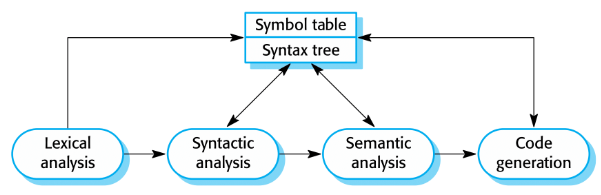 Symbol table
Syntax tree
Lexical
analysis
Syntactic
analysis
Semantic
analysis
Code
generation